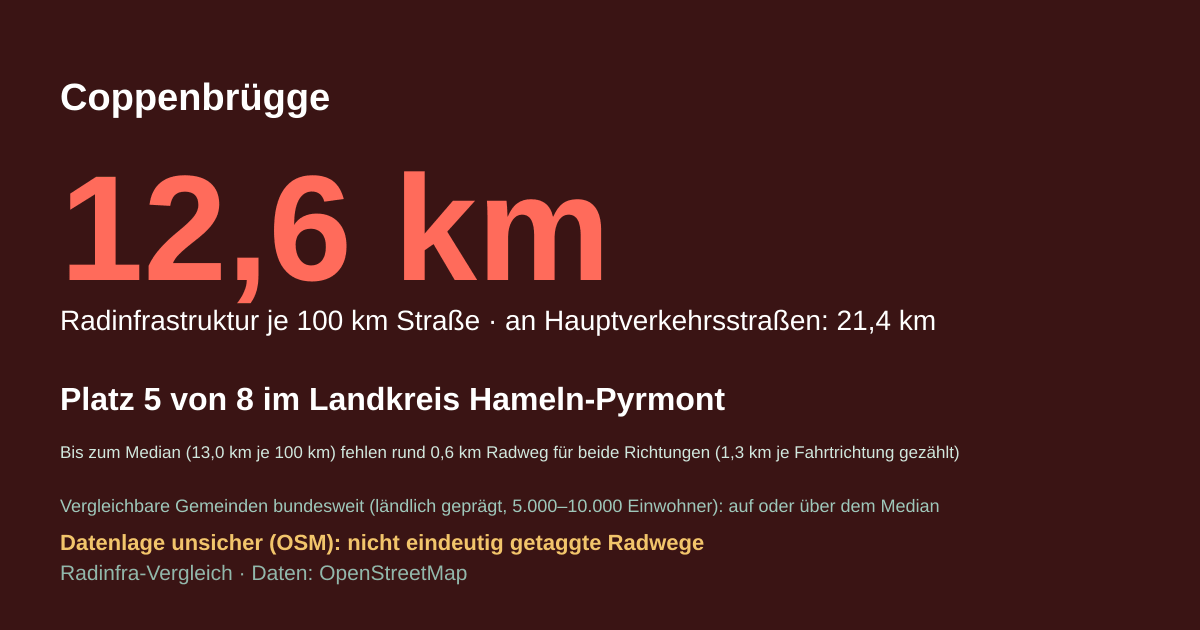 Coppenbrügge
12,6 km
Radinfrastruktur je 100 km Straße · an Hauptverkehrsstraßen: 21,4 km
Platz 5 von 8 im Landkreis Hameln-Pyrmont
Bis zum Median (13,0 km je 100 km) fehlen rund 0,6 km Radweg für beide Richtungen (1,3 km je Fahrtrichtung gezählt)
Vergleichbare Gemeinden bundesweit (ländlich geprägt, 5.000–10.000 Einwohner): auf oder über dem Median
Datenlage unsicher (OSM): nicht eindeutig getaggte Radwege
Radinfra-Vergleich · Daten: OpenStreetMap